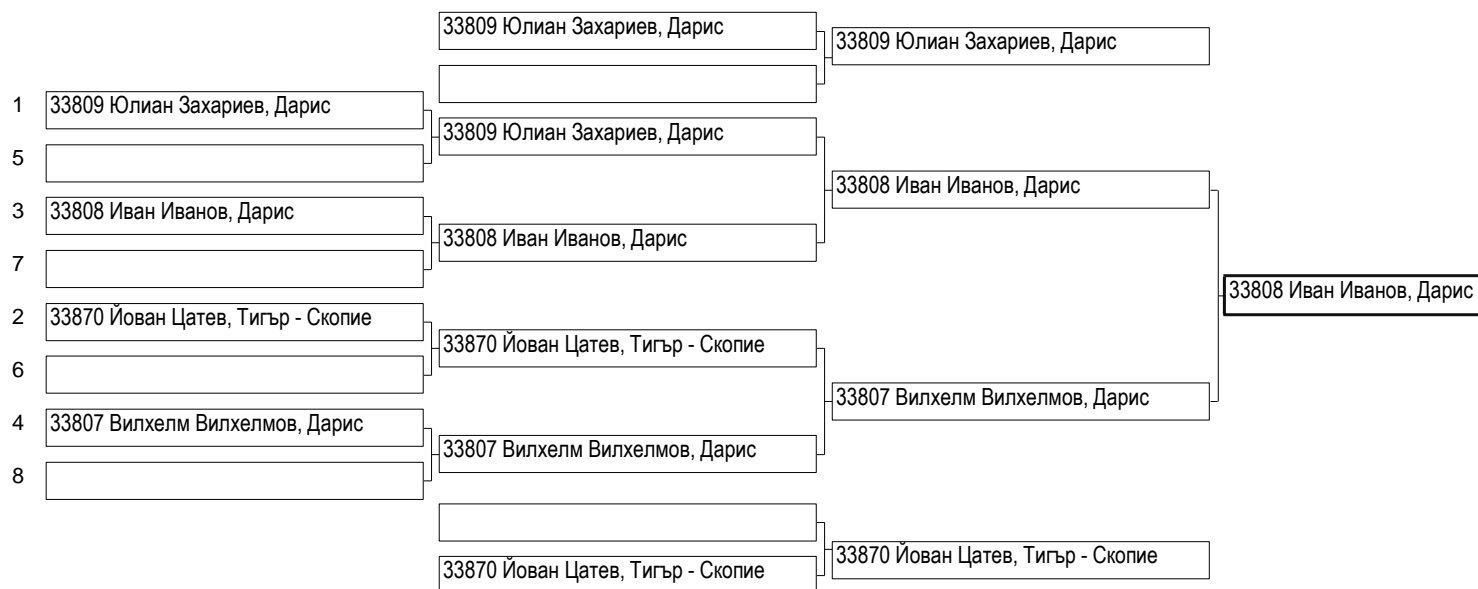 33809 Юлиан Захариев, Дарис
33809 Юлиан Захариев, Дарис
1 33809 Юлиан Захариев, Дарис
33809 Юлиан Захариев, Дарис
5
33808 Иван Иванов, Дарис
3 33808 Иван Иванов, Дарис
33808 Иван Иванов, Дарис
7
33808 Иван Иванов, Дарис
2 33870 Йован Цатев, Тигър - Скопие
33870 Йован Цатев, Тигър - Скопие
6
33807 Вилхелм Вилхелмов, Дарис
4 33807 Вилхелм Вилхелмов, Дарис
33807 Вилхелм Вилхелмов, Дарис
8
33870 Йован Цатев, Тигър - Скопие
33870 Йован Цатев, Тигър - Скопие